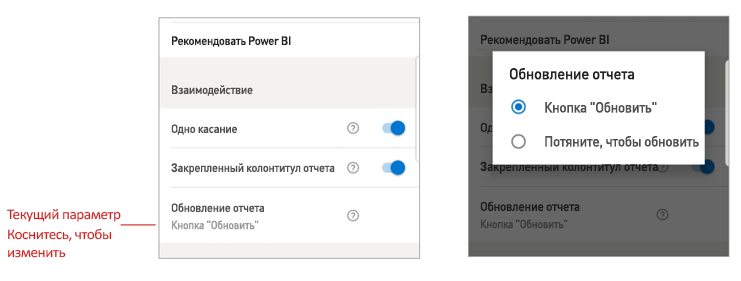 Рекомендовать Power BI
Взаимодействие
Одно касание
Закрепленный колонтитул отчета
Обновление отчета
Кнопка "Обновить"
Текущий параметр
Коснитесь, чтобы
изменить
Рекомендовать Power BI
Вз
Обновление отчета
Кнопка "Обновить"
Од
Потяните, чтобы обновить
Закрепленный колонтитул отчета
Обновление отчета
Кнопка "Обновить"